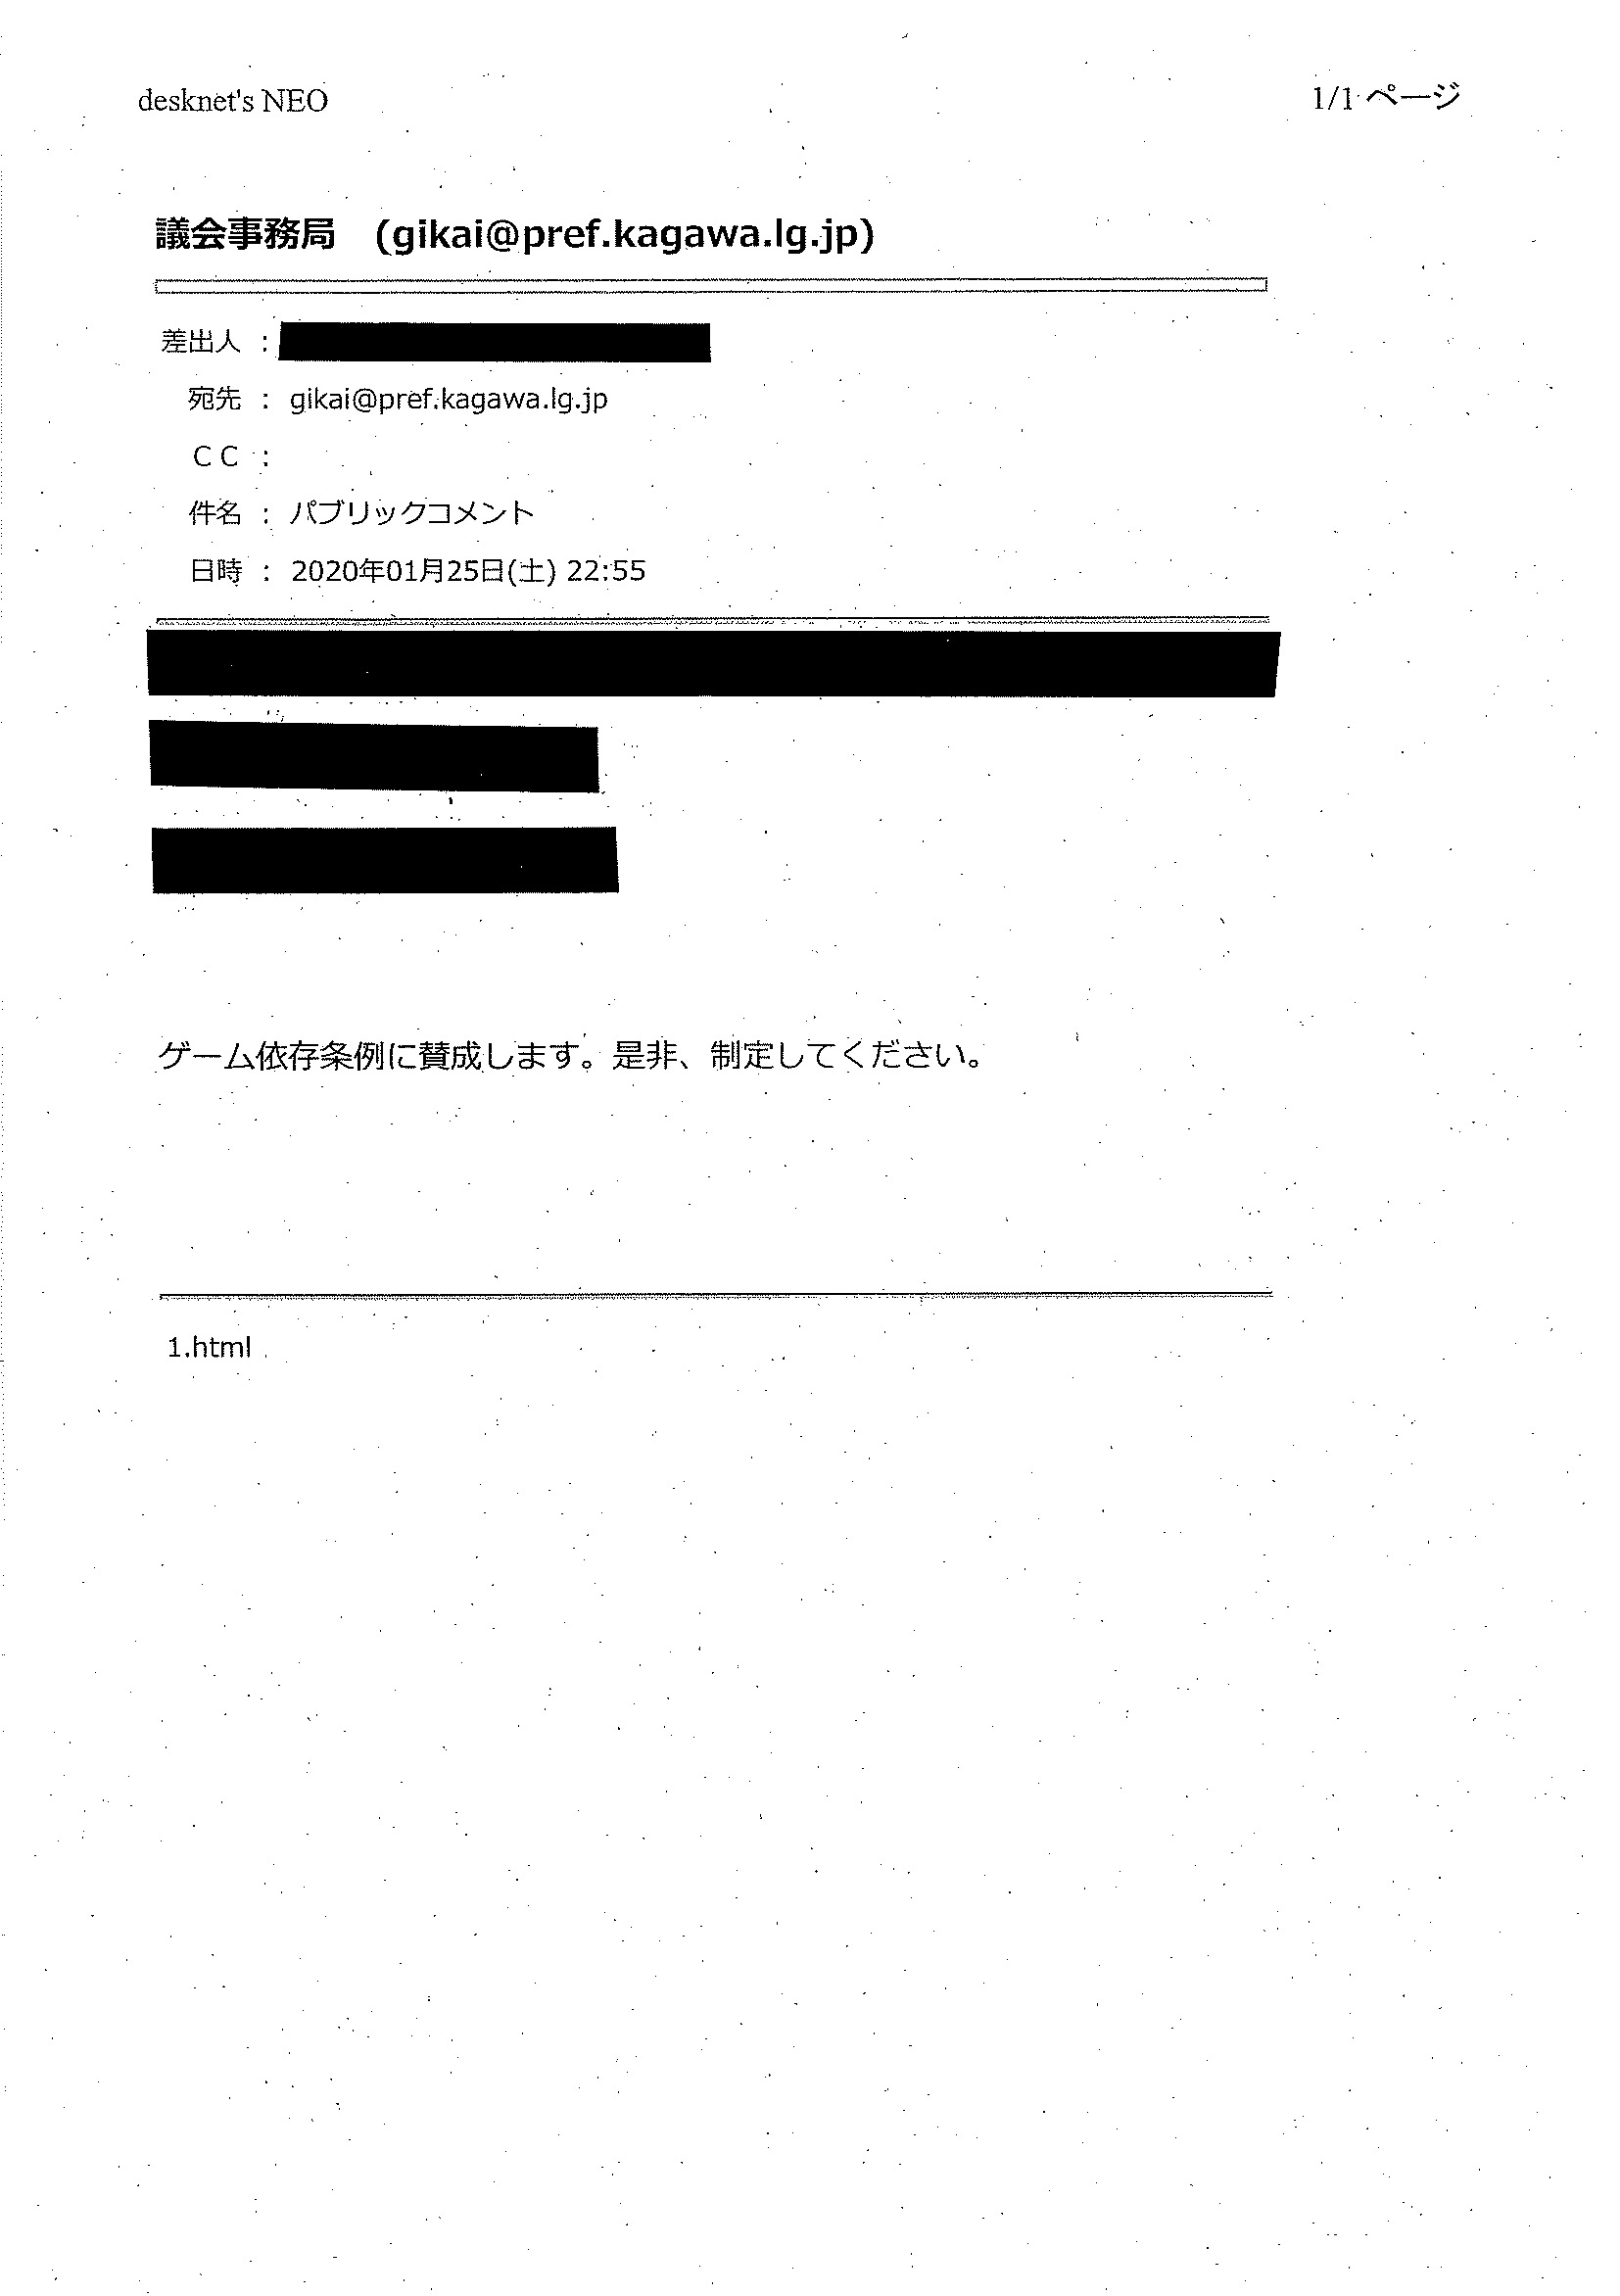 desknet's NEO
1/1 ページ
議会事務局 (gikai@pref.kagawa.lg.jp)
差出人 :
宛先 : gikai@pref.kagawa.lg.jp
ＣＣ :
件名 : パブリックコメント
日時 : 2020年01月25日(土) 22:55
ゲーム依存条例に賛成します。是非、制定してください。
1.html